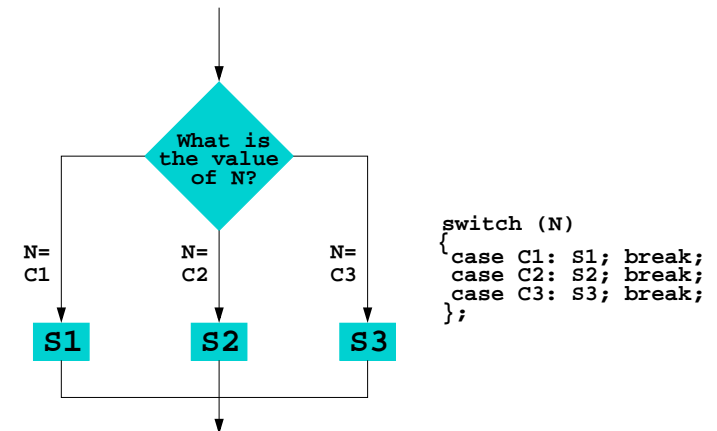 What is
the value
of N?
N=
C1
N=
C2
N=
C3
S1
S2
S3
switch (N)
{
case C1: S1; break;
case C2: S2; break;
case C3: S3; break;
};